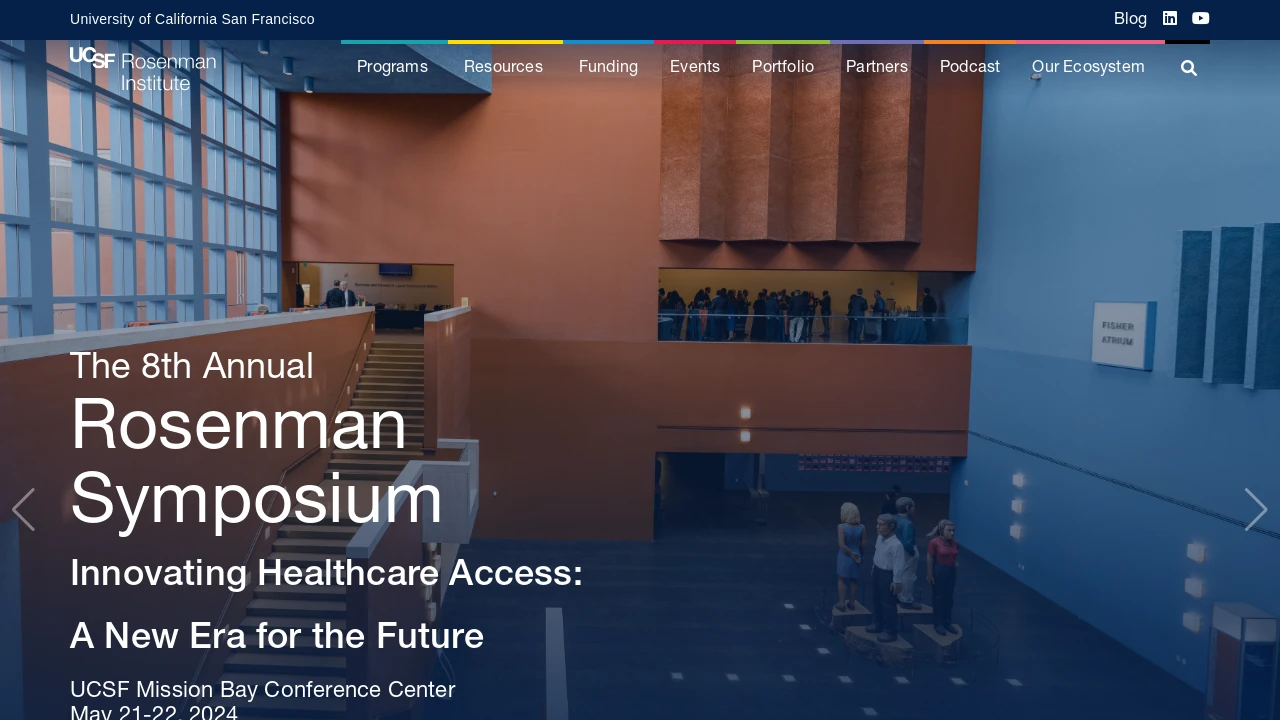 University of California San Francisco
Blog
UCSF Rosenman Institute
Programs
Resources
Funding
Events
Portfolio
Partners
Podcast
Our Ecosystem
FISHER
ATRIUM
The 8th Annual
Rosenman
Symposium
Innovating Healthcare Access:
A New Era for the Future
UCSF Mission Bay Conference Center
May 21-22, 2024